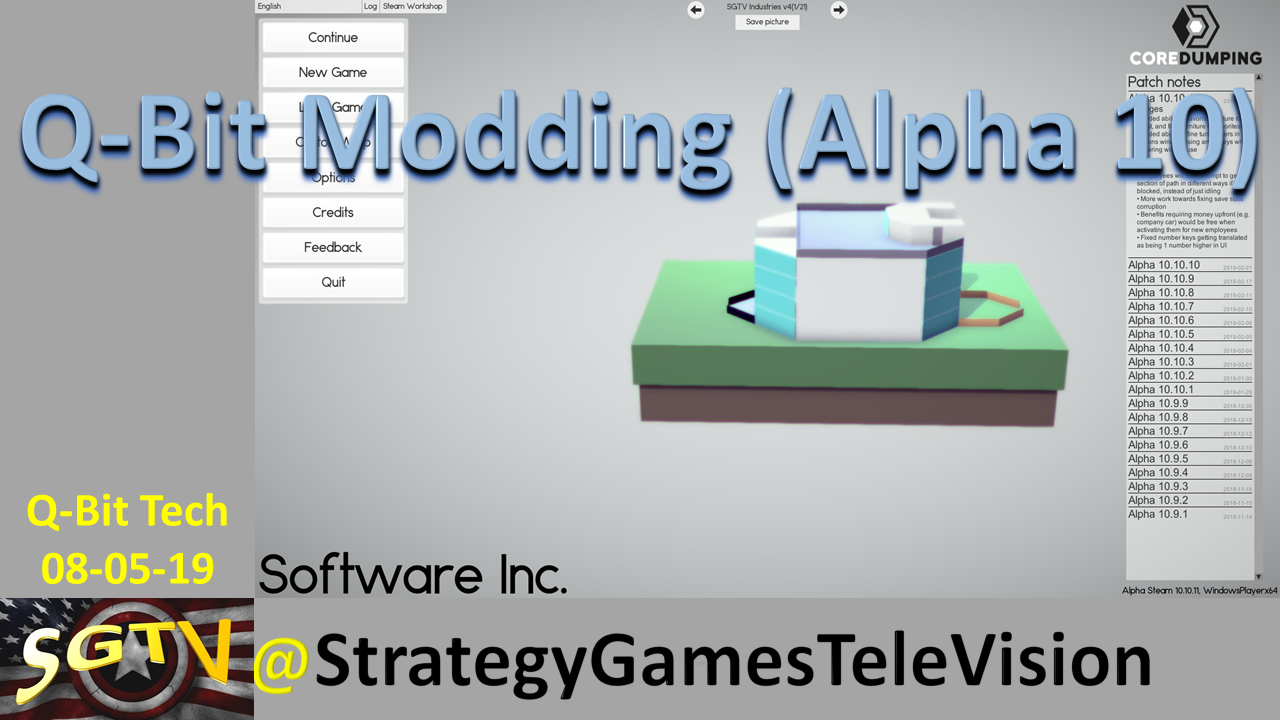 English
Log
Steam Workshop
SGTV Industries v4(1/21)
Save picture
Continue
New Game
Options
Credits
Feedback
Quit
Q-Bit Modding (Alpha 10)
COREDUMPING
Patch notes
section of path in different ways if
blocked, instead of just idling
• More work towards fixing save
corruption
• Benefits requiring money upfront (e.g.
company car) would be free when
activating them for new employees
• Fixed number keys getting translated
as being 1 number higher in UI
Alpha 10.10.10
Alpha 10.10.9
Alpha 10.10.8
Alpha 10.10.7
Alpha 10.10.6
Alpha 10.10.5
Alpha 10.10.4
Alpha 10.10.3
Alpha 10.10.2
Alpha 10.10.1
Alpha 10.9.9
Alpha 10.9.8
Alpha 10.9.7
Alpha 10.9.6
Alpha 10.9.5
Alpha 10.9.4
Alpha 10.9.3
Alpha 10.9.2
Alpha 10.9.1
Alpha Steam 10.10.11, WindowsPlayerx64
Q-Bit Tech
08-05-19
Software Inc.
SGTV
@StrategyGamesTeleVision